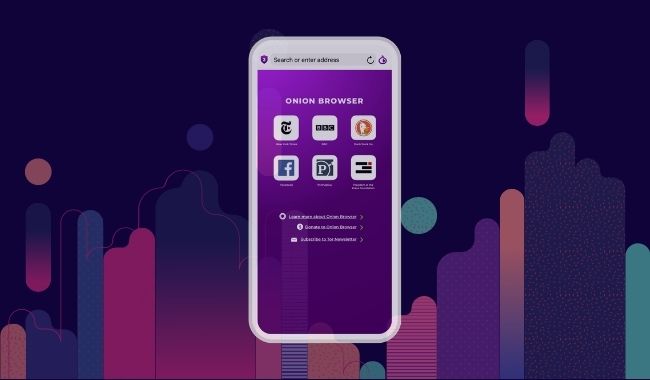 Search or enter address
ONION BROWSER
BBC
New York Times
BBC
DuckDuckGo
Facebook
ProPublica
Freedom of the
Press Foundation
Learn more about Onion Browser
Donate to Onion Browser
Subscribe to Tor Newsletter